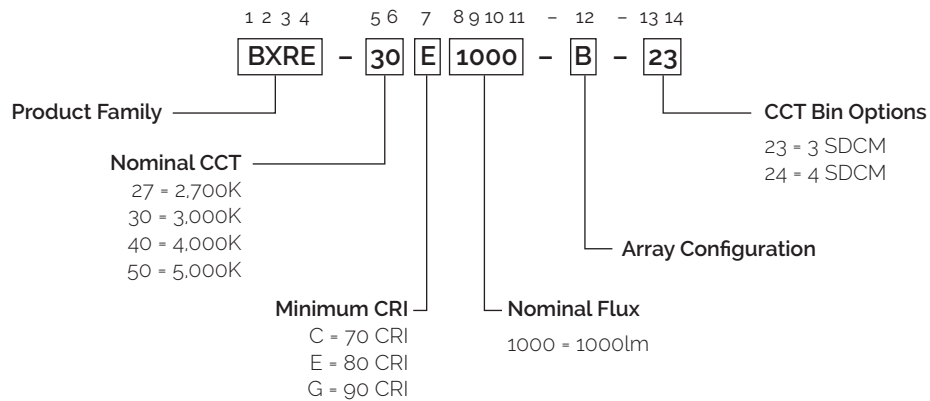 1 2 3 4 5 6 7 8 9 10 11 – 12 – 13 14
BXRE – 30 E 1000 – B – 23
Product Family
CCT Bin Options
23 = 3 SDCM
24 = 4 SDCM
Nominal CCT
27 = 2,700K
30 = 3,000K
40 = 4,000K
50 = 5,000K
Array Configuration
Minimum CRI
C = 70 CRI
E = 80 CRI
G = 90 CRI
Nominal Flux
1000 = 1000lm